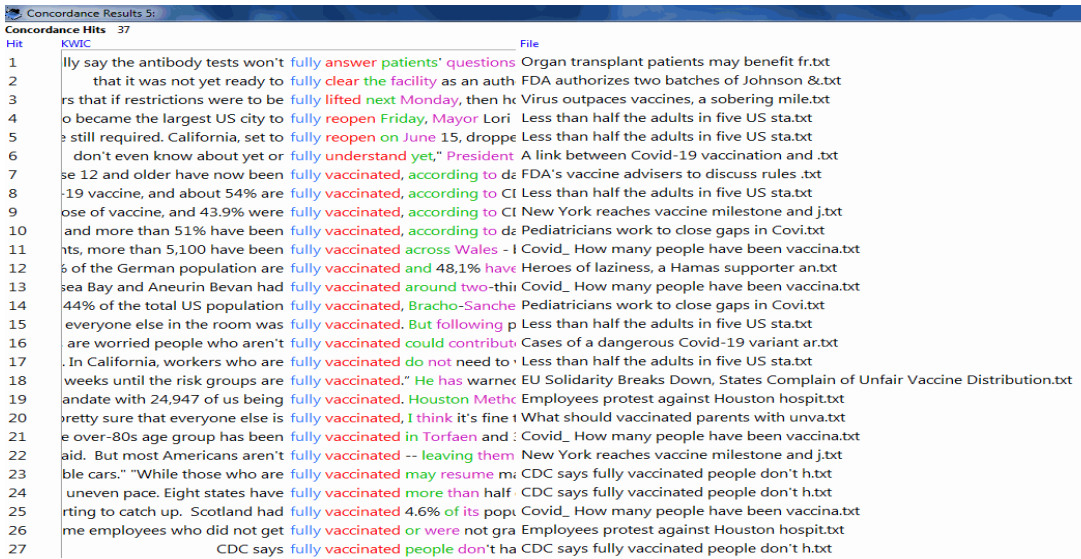 Concordance Results 5:
Concordance Hits 37
Hit KWIC File
1 lly say the antibody tests won't fully answer patients' questions Organ transplant patients may benefit fr.txt
2 that it was not yet ready to fully clear the facility as an auth FDA authorizes two batches of Johnson &.txt
3 rs that if restrictions were to be fully lifted next Monday, then ho Virus outpaces vaccines, a sobering mile.txt
4 o became the largest US city to fully reopen Friday, Mayor Lori Less than half the adults in five US sta.txt
5 e still required. California, set to fully reopen on June 15, droppe Less than half the adults in five US sta.txt
6 don't even know about yet or fully understand yet," President A link between Covid-19 vaccination and .txt
7 se 12 and older have now been fully vaccinated, according to da FDA's vaccine advisers to discuss rules .txt
8 -19 vaccine, and about 54% are fully vaccinated, according to CD Less than half the adults in five US sta.txt
9 ose of vaccine, and 43.9% were fully vaccinated, according to CD New York reaches vaccine milestone and j.txt
10 and more than 51% have been fully vaccinated, according to da Pediatricians work to close gaps in Covi.txt
11 nts, more than 5,100 have been fully vaccinated across Wales - Covid_ How many people have been vaccina.txt
12 % of the German population are fully vaccinated and 48,1% have Heroes of laziness, a Hamas supporter an.txt
13 sea Bay and Aneurin Bevan had fully vaccinated around two-thir Covid_ How many people have been vaccina.txt
14 44% of the total US population fully vaccinated, Bracho-Sanche Pediatricians work to close gaps in Covi.txt
15 everyone else in the room was fully vaccinated. But following p Less than half the adults in five US sta.txt
16 are worried people who aren't fully vaccinated could contribut Cases of a dangerous Covid-19 variant ar.txt
17 . In California, workers who are fully vaccinated do not need to Less than half the adults in five US sta.txt
18 weeks until the risk groups are fully vaccinated." He has warned EU Solidarity Breaks Down, States Complain of Unfair Vaccine Distribution.txt
19 andate with 24,947 of us being fully vaccinated. Houston Metho Employees protest against Houston hospit.txt
20 pretty sure that everyone else is fully vaccinated, I think it's fine t What should vaccinated parents with unva.txt
21 e over-80s age group has been fully vaccinated in Torfaen and Covid_ How many people have been vaccina.txt
22 aid. But most Americans aren't fully vaccinated -- leaving them New York reaches vaccine milestone and j.txt
23 ble cars." "While those who are fully vaccinated may resume ma CDC says fully vaccinated people don't h.txt
24 uneven pace. Eight states have fully vaccinated more than half CDC says fully vaccinated people don't h.txt
25 rting to catch up. Scotland had fully vaccinated 4.6% of its popu Covid_ How many people have been vaccina.txt
26 me employees who did not get fully vaccinated or were not gra Employees protest against Houston hospit.txt
27 CDC says fully vaccinated people don't ha CDC says fully vaccinated people don't h.txt